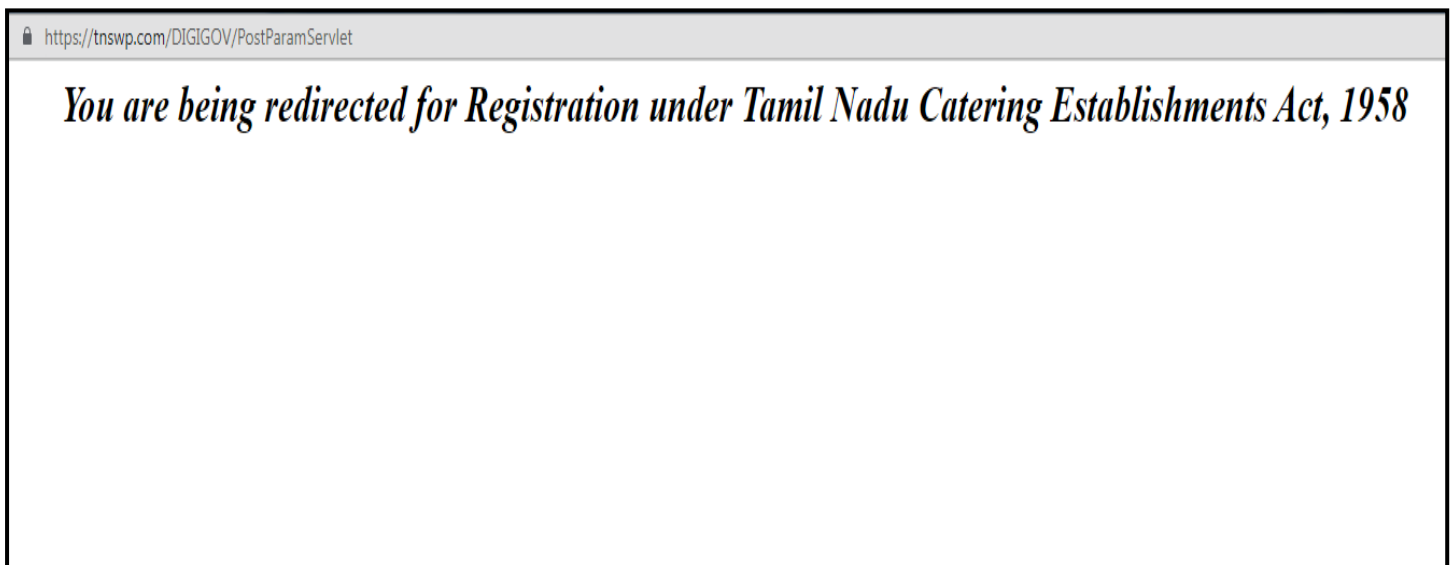 https://tnswp.com/DIGIGOV/PostParamServlet
You are being redirected for Registration under Tamil Nadu Catering Establishments Act, 1958